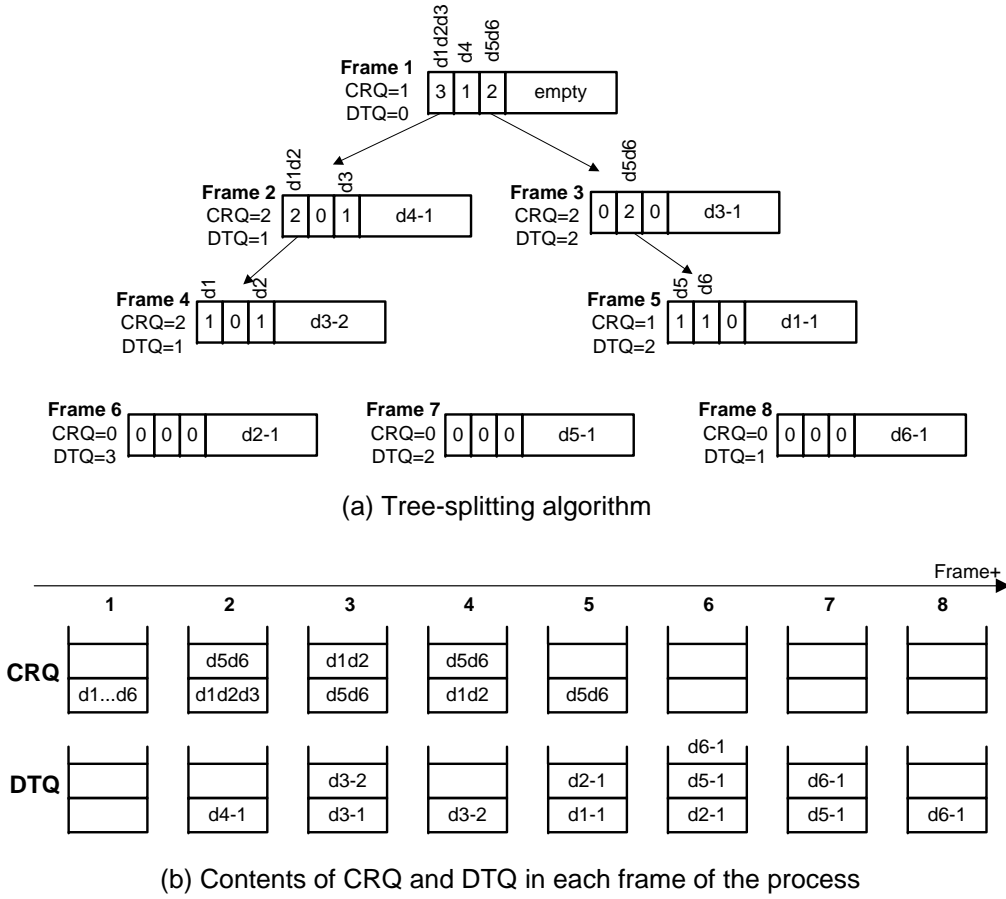 d1d2d3 d4 d5d6
Frame 1
CRQ=1
DTQ=0
3 1 2 empty
d1d2 d3
Frame 2
CRQ=2
DTQ=1
2 0 1 d4-1
d5d6
Frame 3
CRQ=2
DTQ=2
0 2 0 d3-1
d1 d2
Frame 4
CRQ=2
DTQ=1
1 0 1 d3-2
d5 d6
Frame 5
CRQ=1
DTQ=2
1 1 0 d1-1
Frame 6
CRQ=0
DTQ=3
0 0 0 d2-1
Frame 7
CRQ=0
DTQ=2
0 0 0 d5-1
Frame 8
CRQ=0
DTQ=1
0 0 0 d6-1
(a) Tree-splitting algorithm
Frame+
1 2 3 4 5 6 7 8
CRQ
d5d6 d1d2 d5d6
d1...d6 d1d2d3 d5d6 d1d2 d5d6
DTQ
d6-1
d3-2 d2-1 d5-1 d6-1
d4-1 d3-1 d3-2 d1-1 d2-1 d5-1 d6-1
(b) Contents of CRQ and DTQ in each frame of the process